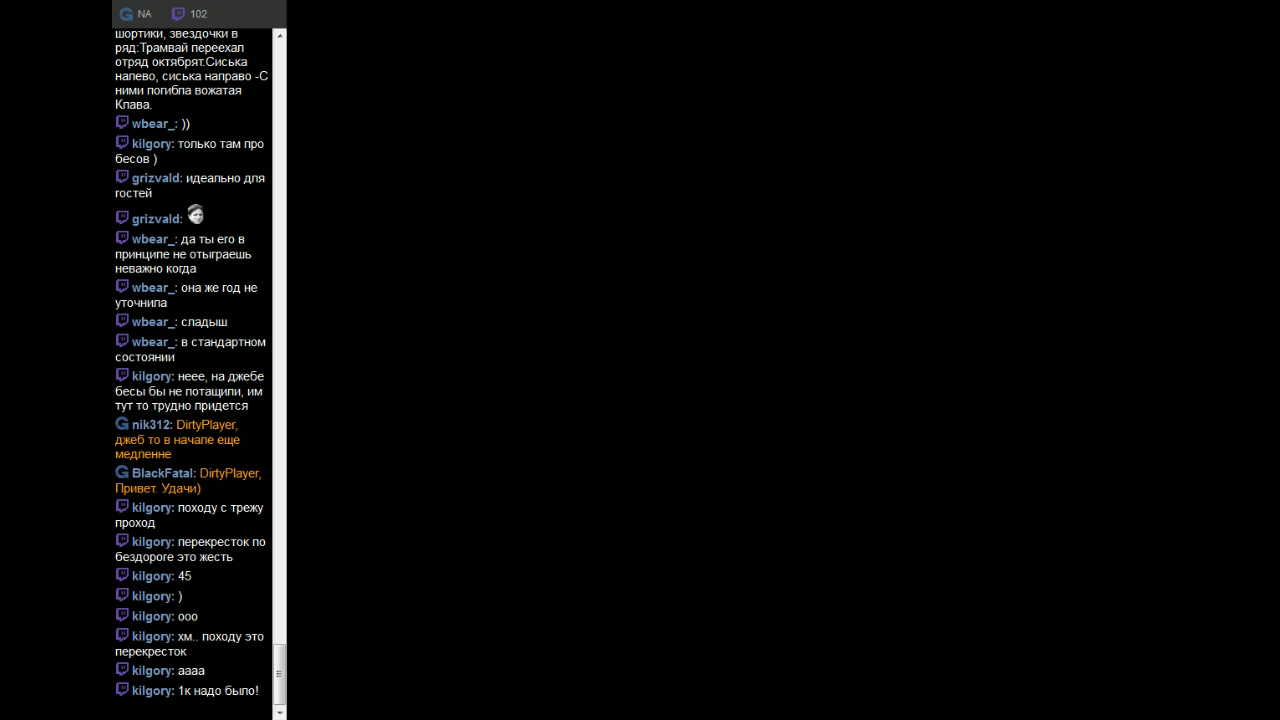 NA 102
шортики, звездочки в
ряд:Трамвай переехал
отряд октябрят.Сиська
налево, сиська направо -С
ними погибла вожатая
Клава.
wbear_: ))
kilgory: только там про
бесов )
grizvald: идеально для
гостей
grizvald:
wbear_: да ты его в
принципе не отыграешь
неважно когда
wbear_: она же год не
уточнила
wbear_: сладыш
wbear_: в стандартном
состоянии
kilgory: неее, на джебе
бесы бы не потащили, им
тут то трудно придется
nik312: DirtyPlayer,
джеб то в начале еще
медленне
BlackFatal: DirtyPlayer,
Привет. Удачи)
kilgory: походу с трежу
проход
kilgory: перекресток по
бездороге это жесть
kilgory: 45
kilgory: )
kilgory: ооо
kilgory: хм.. походу это
перекресток
kilgory: аааа
kilgory: 1к надо было!